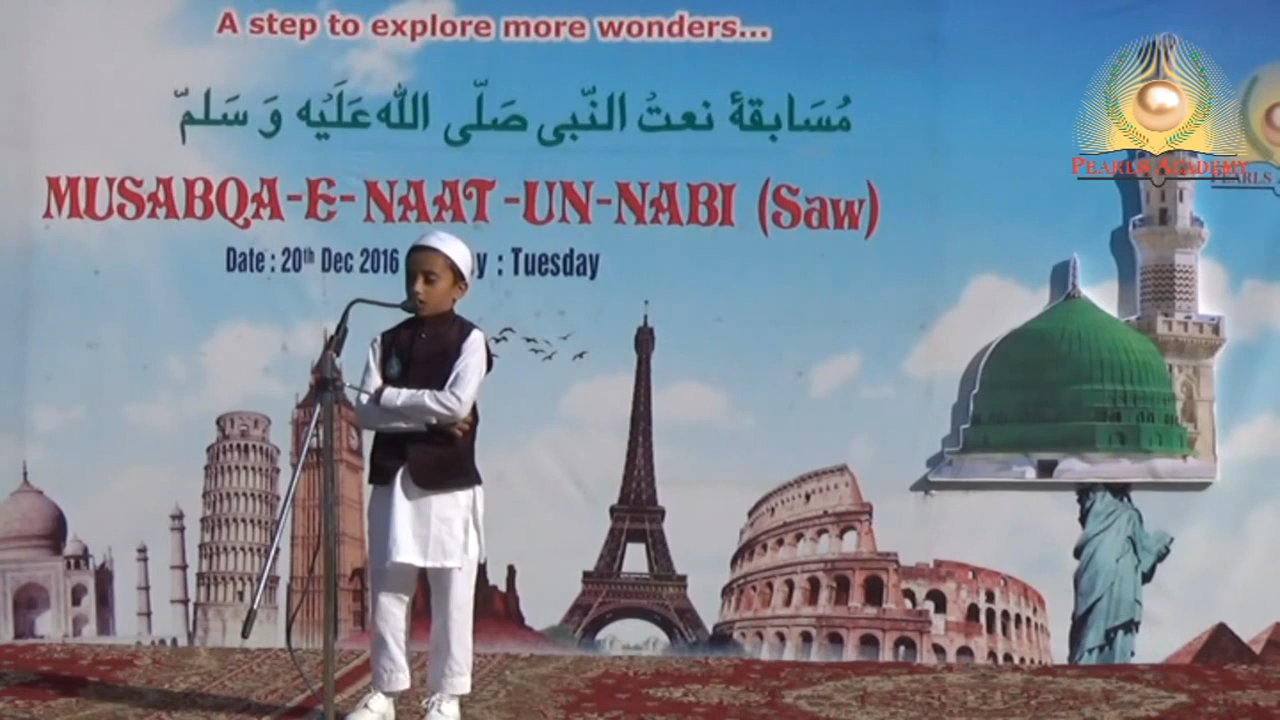 A step to explore more wonders...
مُسَابقۂ نعتُ النّبی صَلّی اللہ عَلَیْہ وَ سَلمّ
MUSABQA-E-NAAT-UN-NABI (Saw)
Date : 20th Dec 2016 y : Tuesday
PEARLS ACADEMY
PEARLS